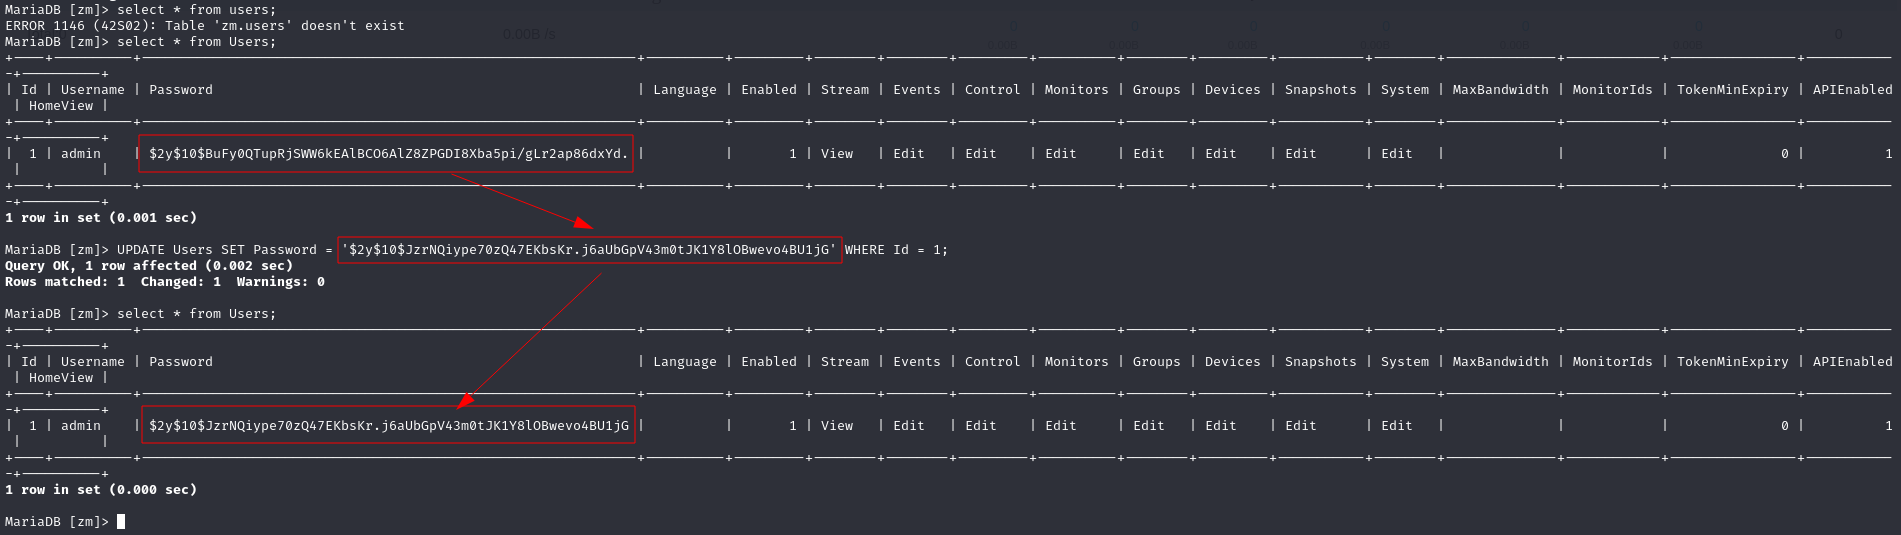 MariaDB [zm]> select * from users;
ERROR 1146 (42S02): Table 'zm.users' doesn't exist
MariaDB [zm]> select * from Users;
| Id | Username | Password | Language | Enabled | Stream | Events | Control | Monitors | Groups | Devices | Snapshots | System | MaxBandwidth | MonitorIds | TokenMinExpiry | APIEnabled
| HomeView |
| 1 | admin | $2y$10$BuFy0QTupRjSWW6kEAlBCO6AlZ8ZPGDI8Xba5pi/gLr2ap86dxYd. | | 1 | View | Edit | Edit | Edit | Edit | Edit | Edit | Edit | | | 0 | 1
| |
1 row in set (0.001 sec)
MariaDB [zm]> UPDATE Users SET Password = '$2y$10$JzrNQiype70zQ47EKbsKr.j6aUbGpV43m0tJK1Y8lOBwevo4BU1jG' WHERE Id = 1;
Query OK, 1 row affected (0.002 sec)
Rows matched: 1 Changed: 1 Warnings: 0
MariaDB [zm]> select * from Users;
| Id | Username | Password | Language | Enabled | Stream | Events | Control | Monitors | Groups | Devices | Snapshots | System | MaxBandwidth | MonitorIds | TokenMinExpiry | APIEnabled
| HomeView |
| 1 | admin | $2y$10$JzrNQiype70zQ47EKbsKr.j6aUbGpV43m0tJK1Y8lOBwevo4BU1jG | | 1 | View | Edit | Edit | Edit | Edit | Edit | Edit | Edit | | | 0 | 1
| |
1 row in set (0.000 sec)
MariaDB [zm]>